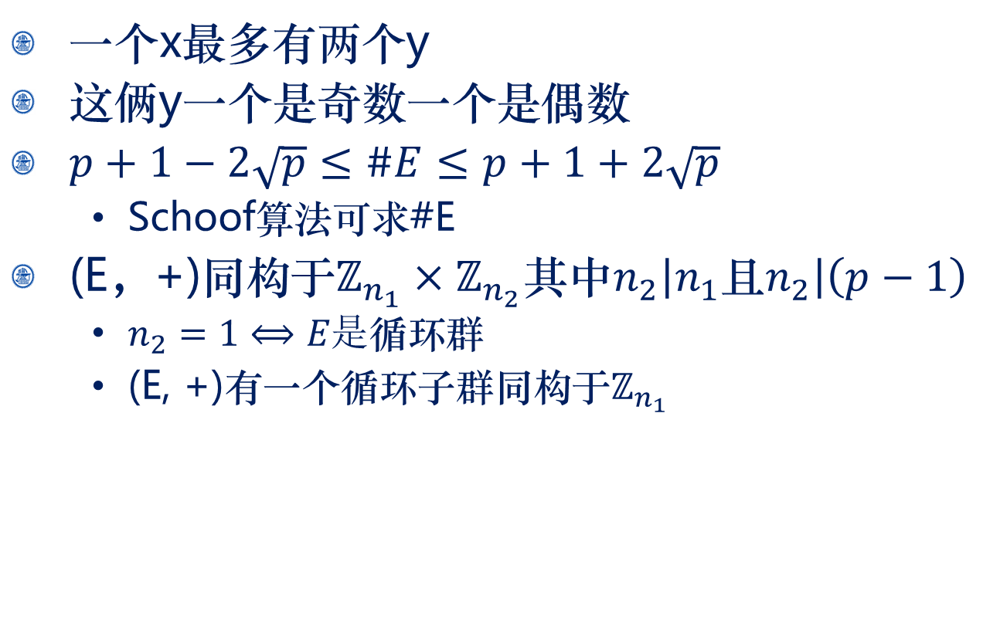 一个x最多有两个y
这俩y一个是奇数一个是偶数
$p + 1 - 2\sqrt{p} \leq \#E \leq p + 1 + 2\sqrt{p}$
• Schoof算法可求#E
(E，+)同构于$\mathbb{Z}_{n_1} \times \mathbb{Z}_{n_2}$其中$n_2|n_1$且$n_2|(p-1)$
• $n_2 = 1 \Leftrightarrow E$是循环群
• (E, +)有一个循环子群同构于$\mathbb{Z}_{n_1}$